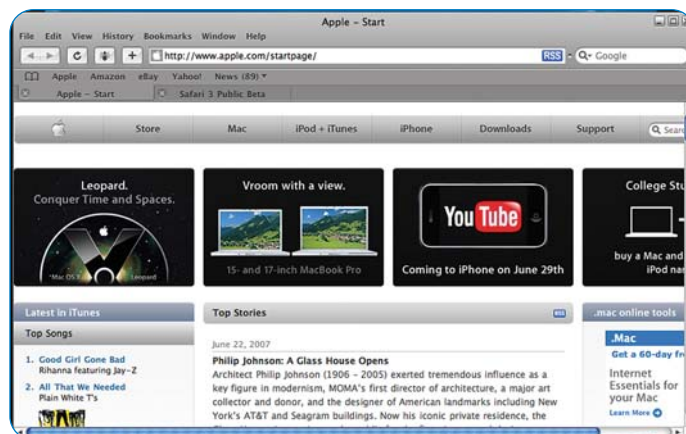 Apple – Start
File Edit View History Bookmarks Window Help
http://www.apple.com/startpage/
RSS
Google
Apple Amazon eBay Yahoo! News (89)
Apple – Start
Safari 3 Public Beta
Store Mac iPod + iTunes iPhone Downloads Support
Leopard.
Conquer Time and Spaces.
Mac OS X Leopard
Vroom with a view.
15- and 17-inch MacBook Pro
YouTube
Coming to iPhone on June 29th
College Stu
buy a Mac and
iPod nan
Latest in iTunes
Top Songs
1. Good Girl Gone Bad
Rihanna featuring Jay-Z
2. All That We Needed
Plain White T's
Top Stories
RSS
June 22, 2007
Philip Johnson: A Glass House Opens
Architect Philip Johnson (1906 – 2005) exerted tremendous influence as a
key figure in modernism, MOMA's first director of architecture, a major art
collector and donor, and the designer of American landmarks including New
York's AT&T and Seagram buildings. Now his iconic private residence, the
.mac online tools
.Mac
Get a 60-day fr
Internet
Essentials for
your Mac
Learn More